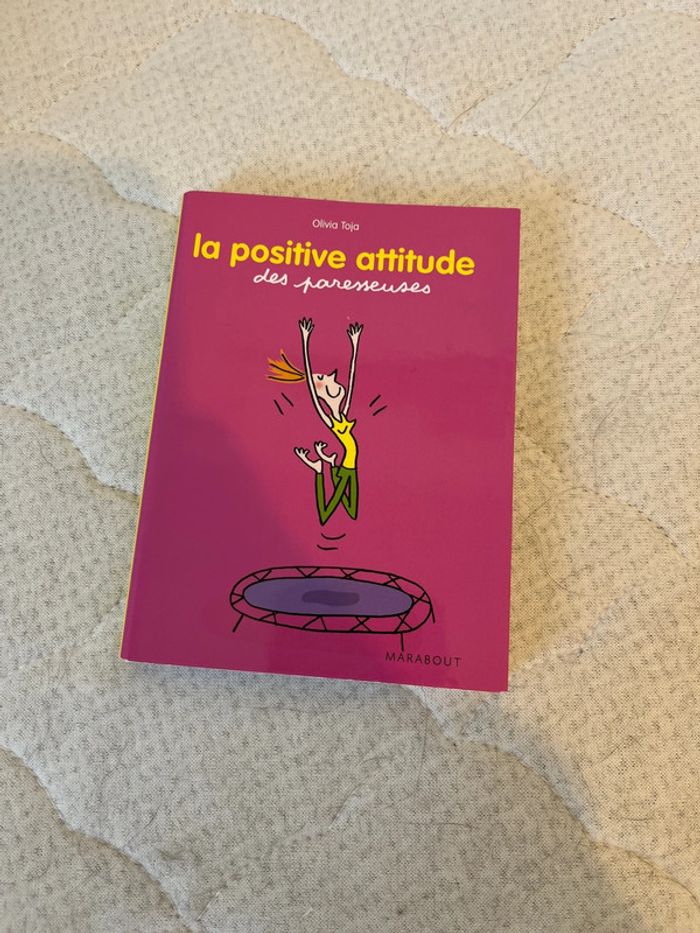 Olivia Toja
la positive attitude
des paresseuses
MARABOUT